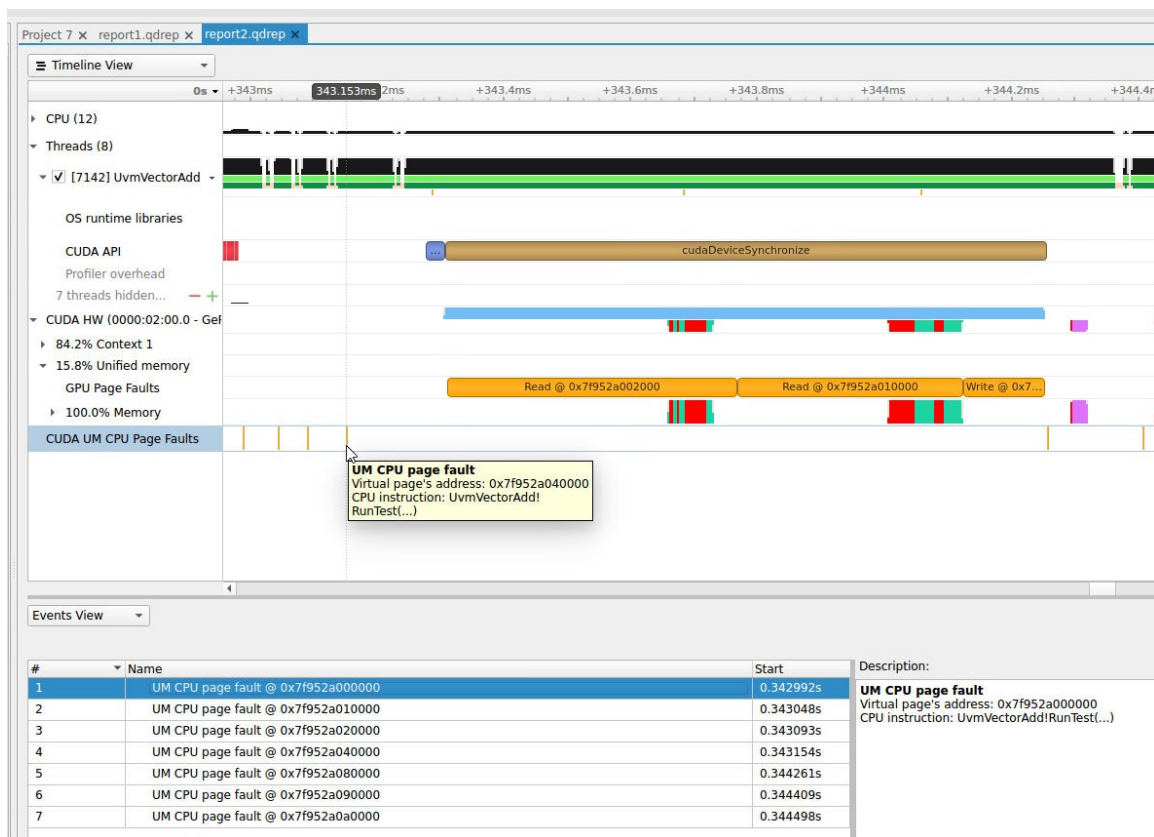 Project 7 × report1.qdrep × report2.qdrep ×
Timeline View
0s +343ms 343.153ms 2ms +343.4ms +343.6ms +343.8ms +344ms +344.2ms +344.4m
CPU (12)
Threads (8)
[7142] UvmVectorAdd
OS runtime libraries
CUDA API ... cudaDeviceSynchronize
Profiler overhead
7 threads hidden... − +
CUDA HW (0000:02:00.0 - GeF
84.2% Context 1
15.8% Unified memory
GPU Page Faults Read @ 0x7f952a002000 Read @ 0x7f952a010000 Write @ 0x7...
100.0% Memory
CUDA UM CPU Page Faults
UM CPU page fault
Virtual page's address: 0x7f952a040000
CPU instruction: UvmVectorAdd!
RunTest(...)
Events View
# Name Start Description:
1 UM CPU page fault @ 0x7f952a000000 0.342992s
2 UM CPU page fault @ 0x7f952a010000 0.343048s
3 UM CPU page fault @ 0x7f952a020000 0.343093s
4 UM CPU page fault @ 0x7f952a040000 0.343154s
5 UM CPU page fault @ 0x7f952a080000 0.344261s
6 UM CPU page fault @ 0x7f952a090000 0.344409s
7 UM CPU page fault @ 0x7f952a0a0000 0.344498s
UM CPU page fault
Virtual page's address: 0x7f952a000000
CPU instruction: UvmVectorAdd!RunTest(...)